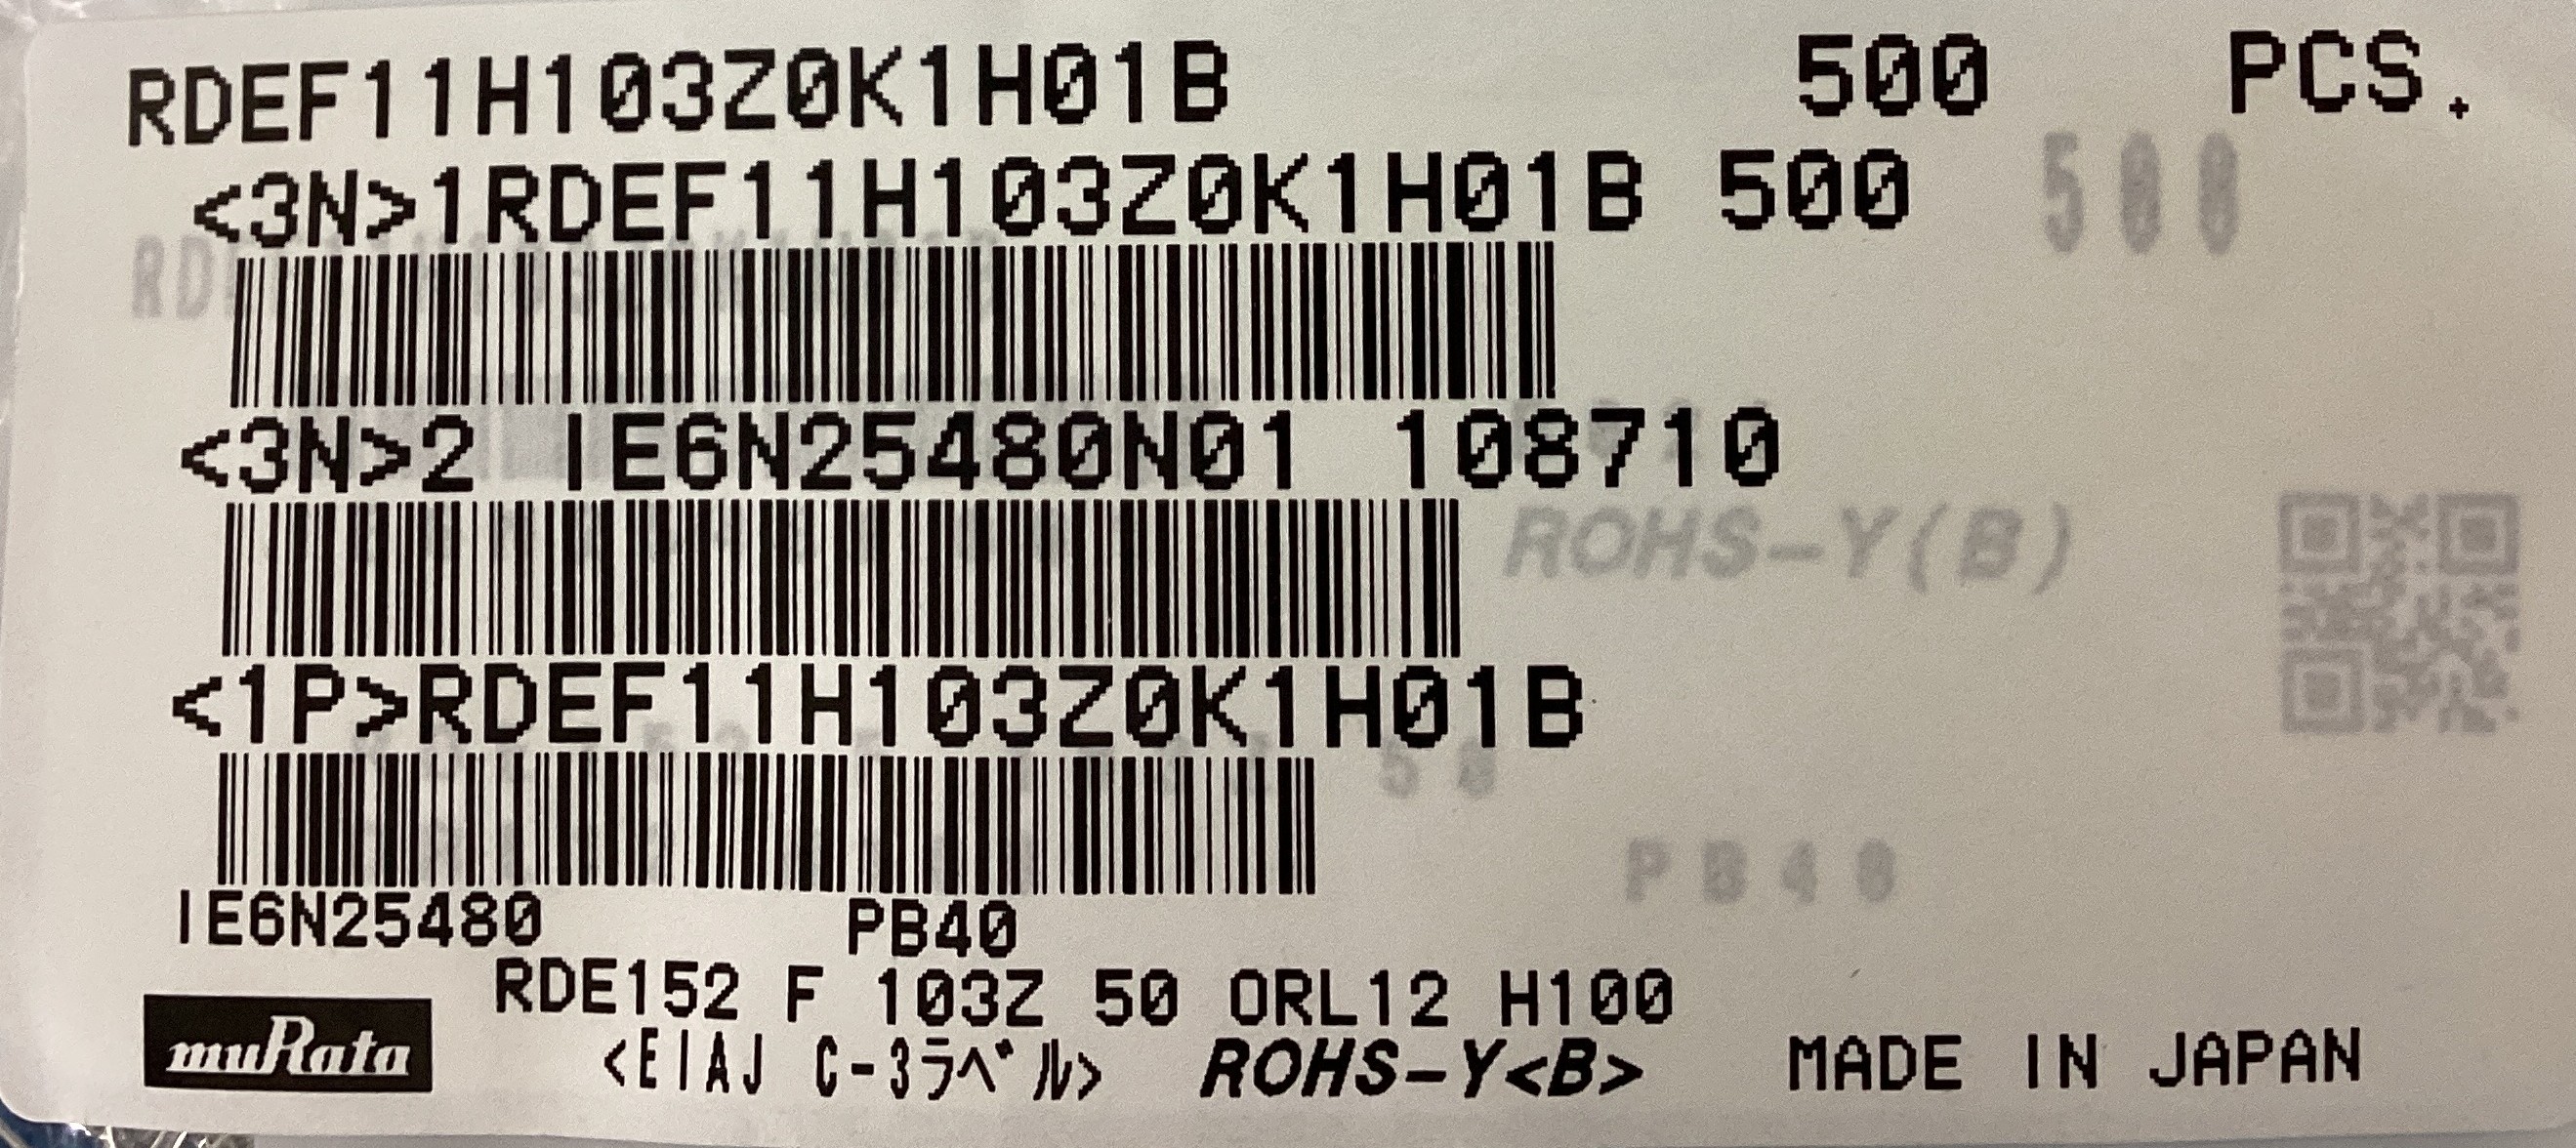 RDEF11H103Z0K1H01B 500 PCS.
<3N>1RDEF11H103Z0K1H01B 500
500
<3N>2 IE6N25480N01 108710
ROHS-Y(B)
<1P>RDEF11H103Z0K1H01B
50
PB40
IE6N25480 PB40
RDE152 F 103Z 50 ORL12 H100
muRata <EIAJ C-3ラベル> ROHS-Y<B> MADE IN JAPAN